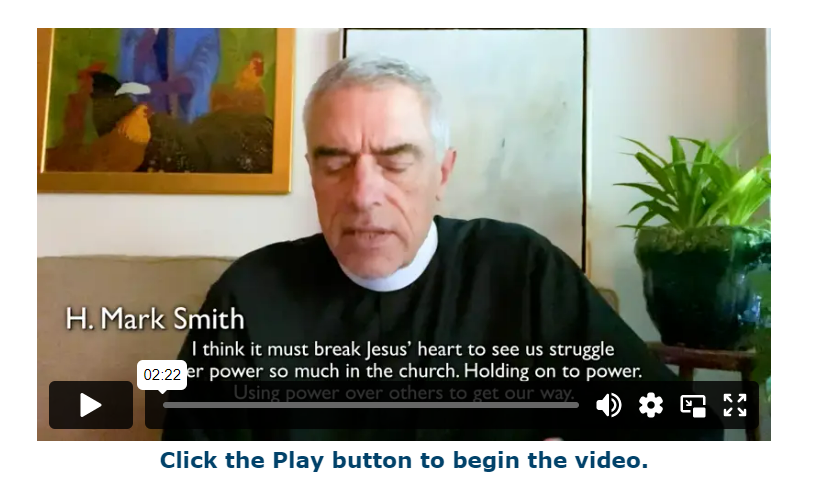 H. Mark Smith
I think it must break Jesus' heart to see us struggle
er power so much in the church. Holding on to power.
02:22
Using power over others to get our way.
Click the Play button to begin the video.